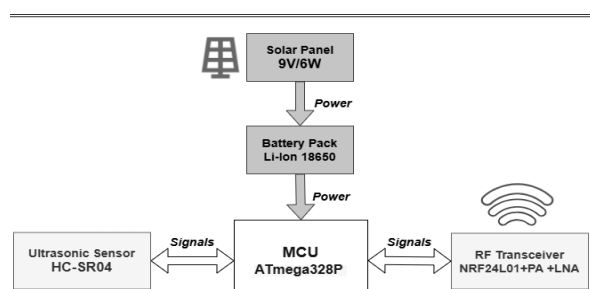 Solar Panel
9V/6W
Power
Battery Pack
Li-Ion 18650
Power
Ultrasonic Sensor
HC-SR04
Signals
MCU
ATmega328P
Signals
RF Transceiver
NRF24L01+PA +LNA